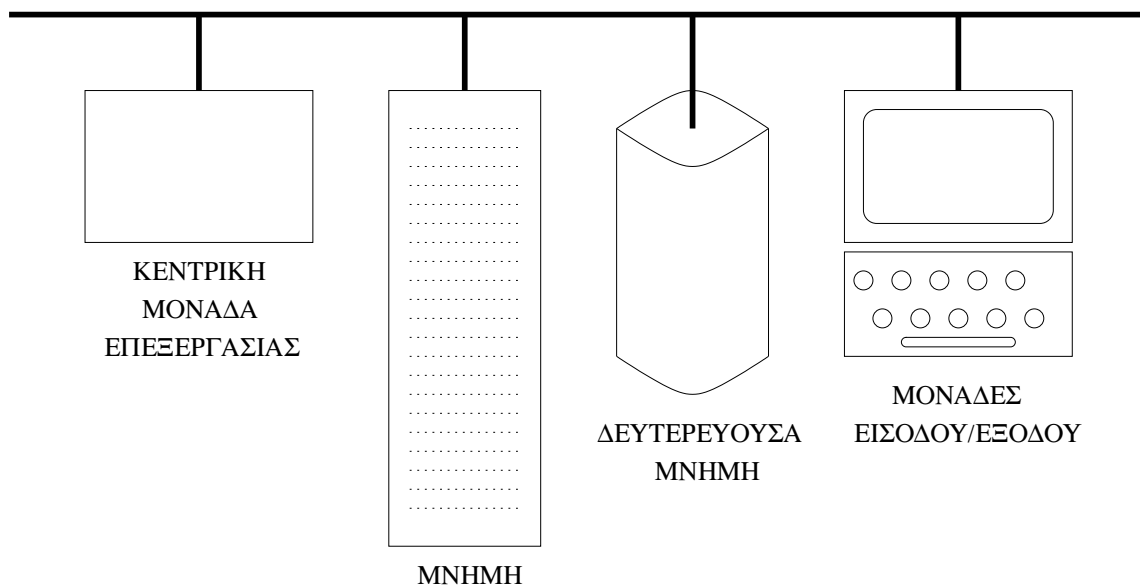 ΚΕΝΤΡΙΚΗ
ΜΟΝΑΔΑ
ΕΠΕΞΕΡΓΑΣΙΑΣ
ΜΝΗΜΗ
ΔΕΥΤΕΡΕΥΟΥΣΑ
ΜΝΗΜΗ
ΜΟΝΑΔΕΣ
ΕΙΣΟΔΟΥ/ΕΞΟΔΟΥ